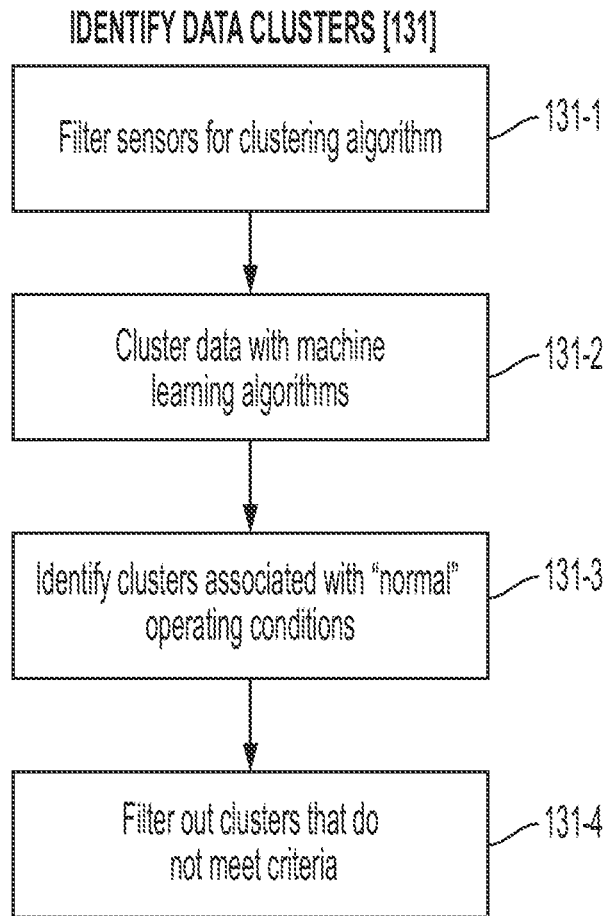 IDENTIFY DATA CLUSTERS [131]
Filter sensors for clustering algorithm
131-1
Cluster data with machine
learning algorithms
131-2
Identify clusters associated with “normal”
operating conditions
131-3
Filter out clusters that do
not meet criteria
131-4